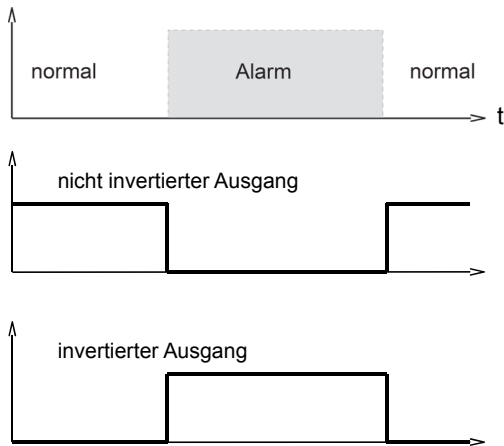 normal Alarm normal
t
nicht invertierter Ausgang
invertierter Ausgang